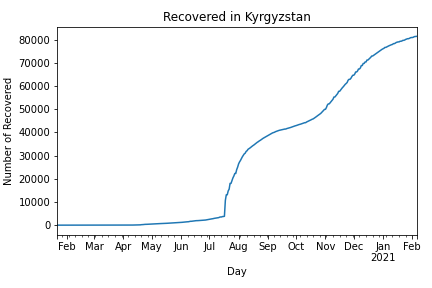 Recovered in Kyrgyzstan
Number of Recovered
80000
70000
60000
50000
40000
30000
20000
10000
0
Feb Mar Apr May Jun Jul Aug Sep Oct Nov Dec Jan Feb
2021
Day